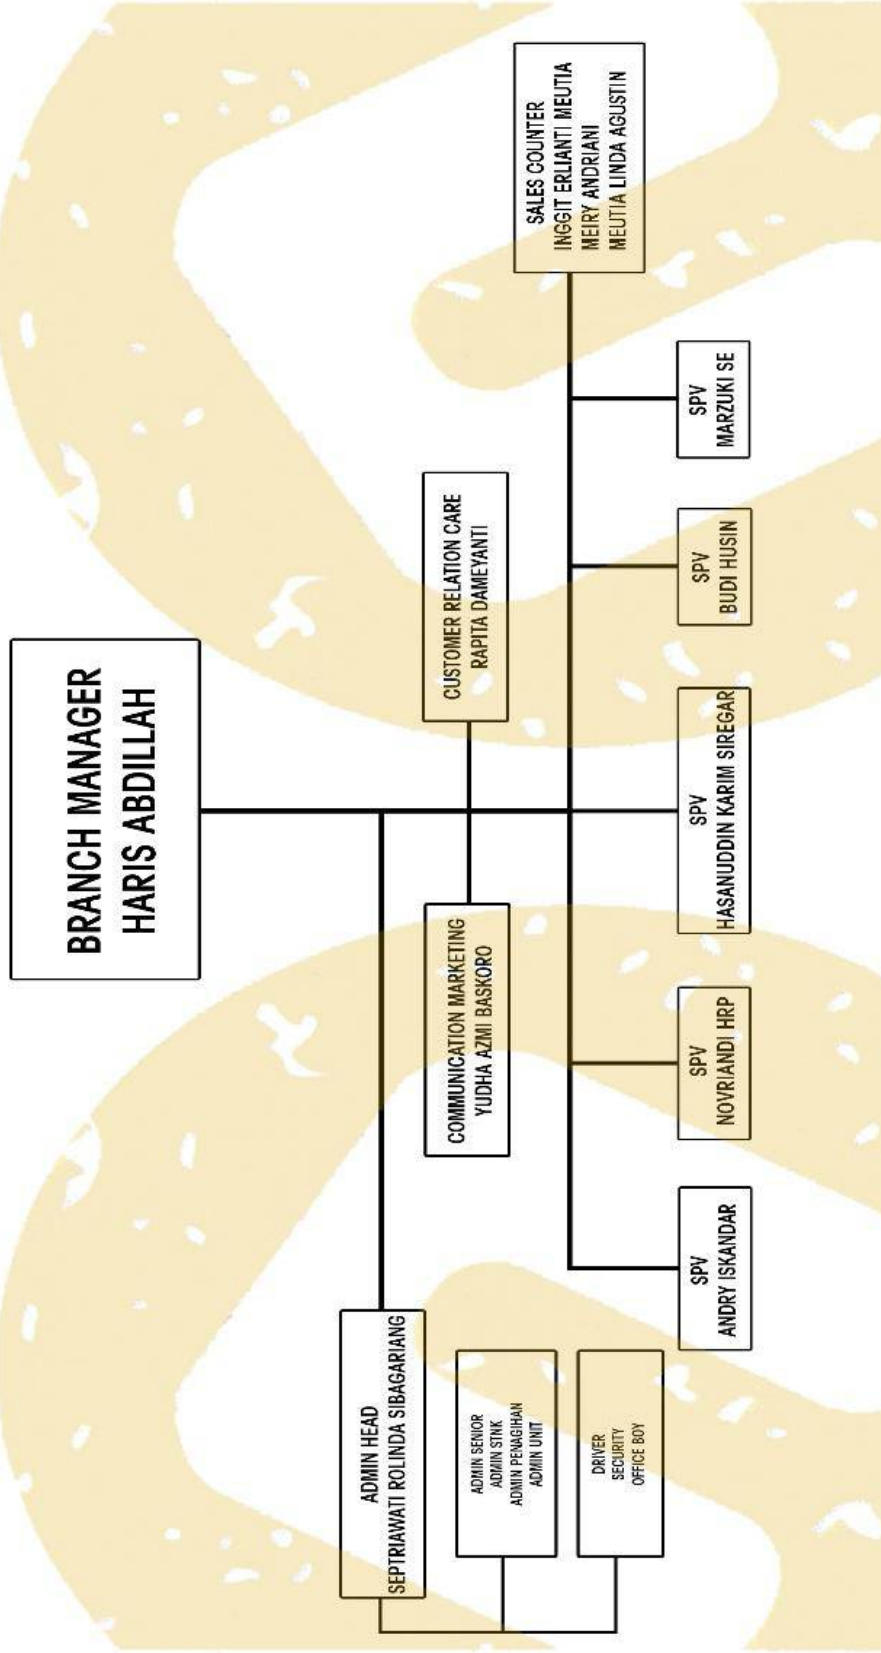 BRANCH MANAGER
HARIS ABDILLAH
ADMIN HEAD
SEPTRIAWATI ROLINDA SIBAGARIANG
COMMUNICATION MARKETING
YUDHA AZMI BASKORO
CUSTOMER RELATION CARE
RAPITA DAMEYANTI
ADMIN SENIOR
ADMIN STNK
ADMIN PENAGIHAN
ADMIN UNIT
DRIVER
SECURITY
OFFICE BOY
SALES COUNTER
INGGIT ERLIANTI MEUTIA
MEIRY ANDRIANI
MEUTIA LINDA AGUSTIN
SPV
ANDRY ISKANDAR
SPV
NOVRIANDI HRP
SPV
HASANUDDIN KARIM SIREGAR
SPV
BUDI HUSIN
SPV
MARZUKI SE